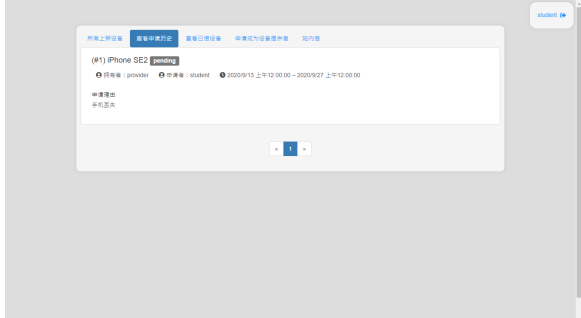 student
所有上架设备 查看申请历史 查看已借设备 申请成为设备提供者 站内信
(#1) iPhone SE2 pending
拥有者：provider 申请者：student 2020/9/13 上午12:00:00 – 2020/9/27 上午12:00:00
申请理由
手机丢失
« 1 »